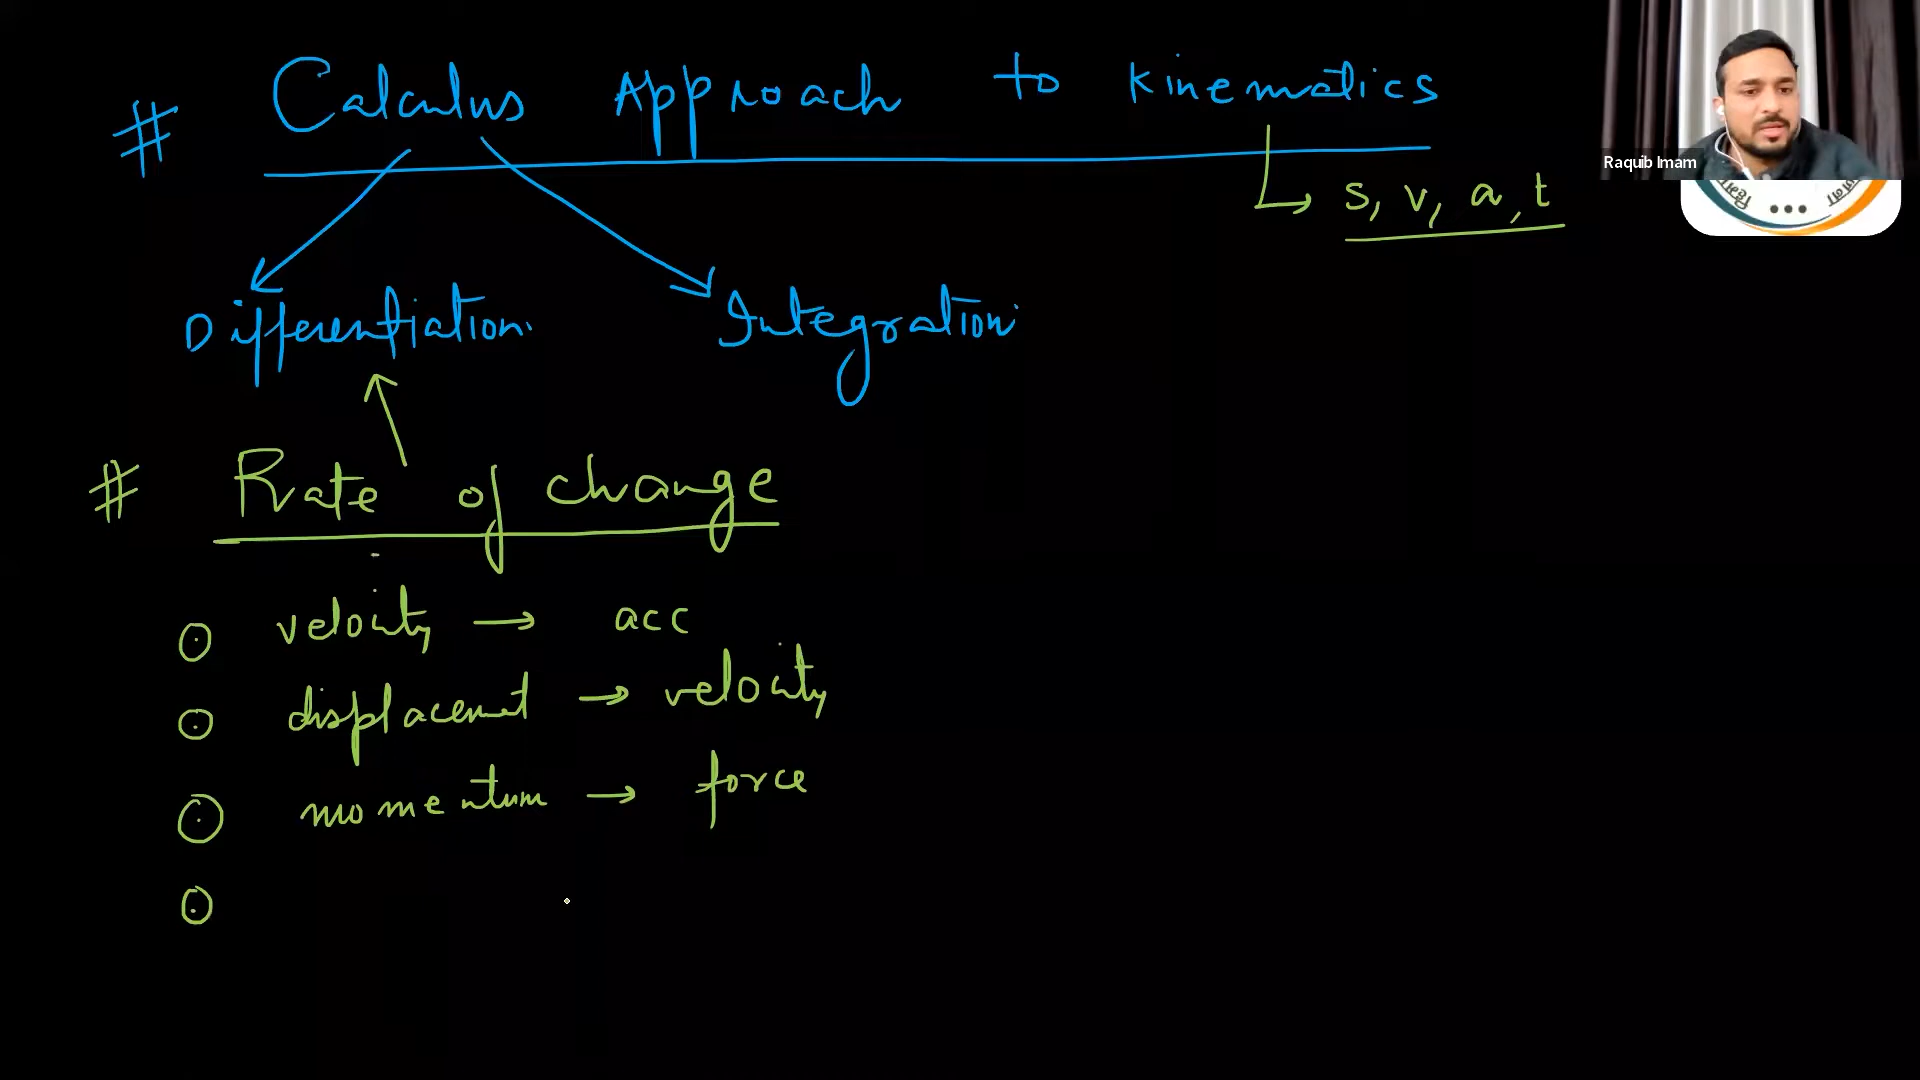 # Calculus Approach to kinematics
Raquib Imam
s, v, a, t
Differentiation. Integration
# Rate of change
velocity → acc
displacement → velocity
momentum → force